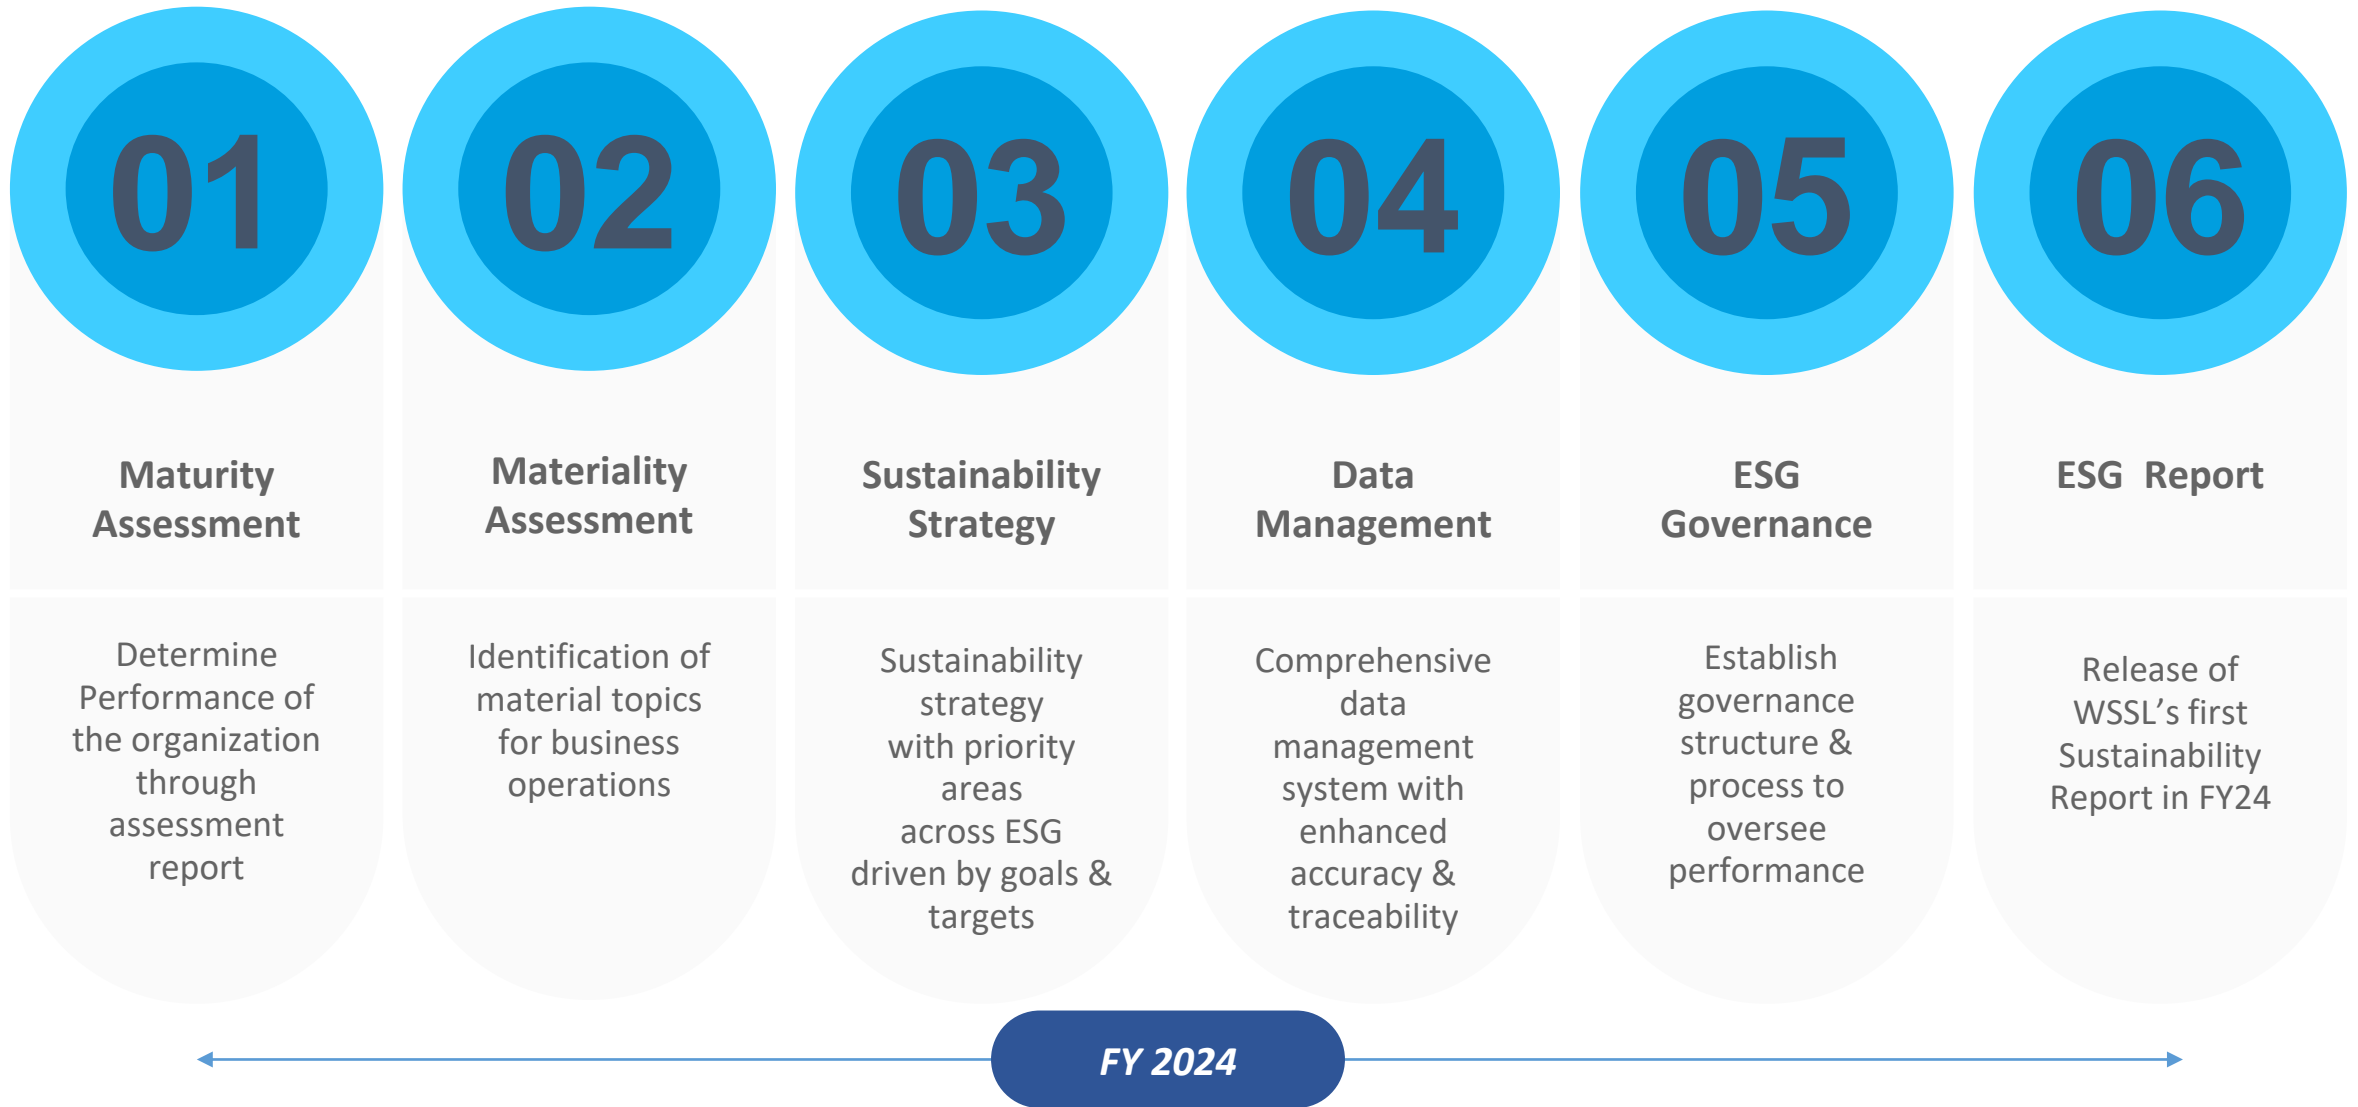 01
Maturity
Assessment
Determine
Performance of
the organization
through
assessment
report
02
Materiality
Assessment
Identification of
material topics
for business
operations
03
Sustainability
Strategy
Sustainability
strategy
with priority
areas
across ESG
driven by goals &
targets
04
Data
Management
Comprehensive
data
management
system with
enhanced
accuracy &
traceability
05
ESG
Governance
Establish
governance
structure &
process to
oversee
performance
06
ESG  Report
Release of
WSSL’s first
Sustainability
Report in FY24
FY 2024